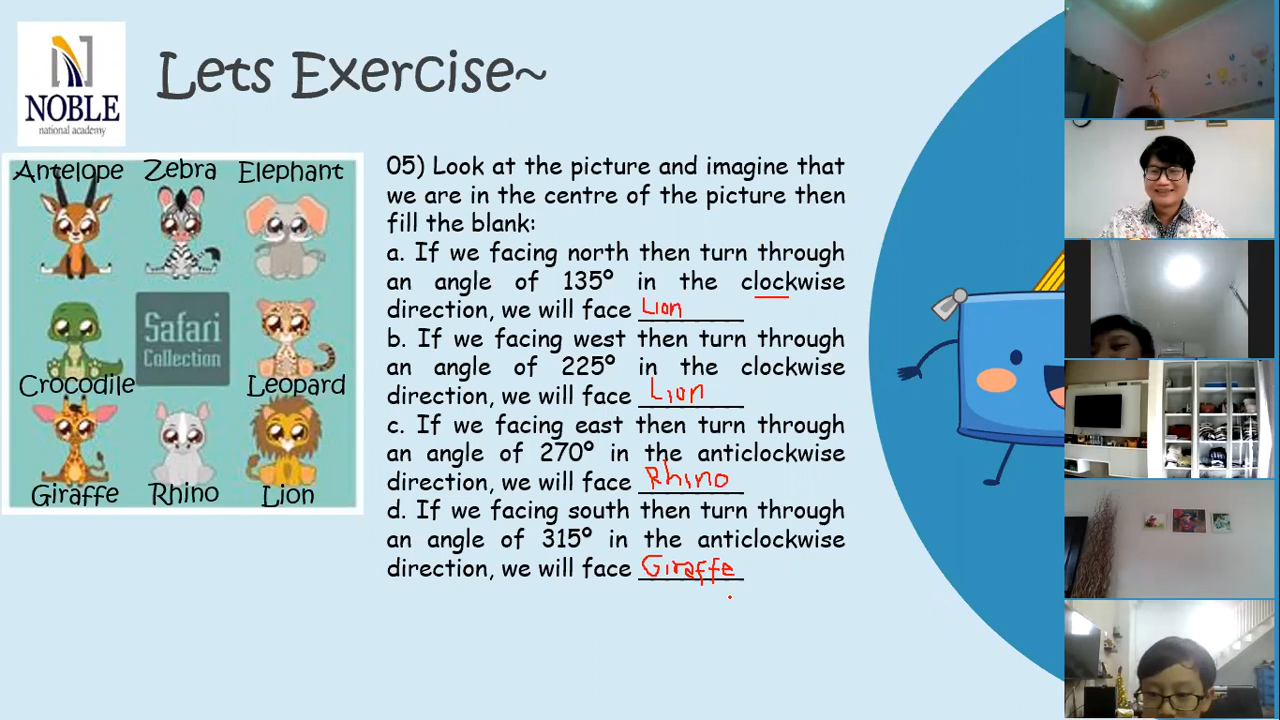 NOBLE
national academy
Lets Exercise~
Antelope Zebra Elephant
Safari
Collection
Crocodile Leopard
Giraffe Rhino Lion
05) Look at the picture and imagine that
we are in the centre of the picture then
fill the blank:
a. If we facing north then turn through
an angle of 135º in the clockwise
direction, we will face Lion
b. If we facing west then turn through
an angle of 225º in the clockwise
direction, we will face Lion
c. If we facing east then turn through
an angle of 270º in the anticlockwise
direction, we will face Rhino
d. If we facing south then turn through
an angle of 315º in the anticlockwise
direction, we will face Giraffe